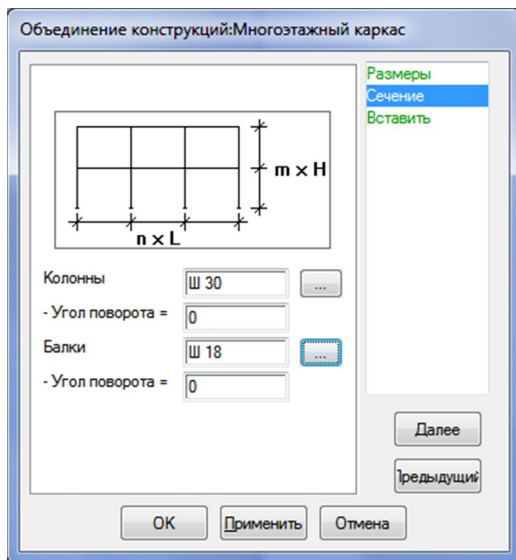 Объединение конструкций:Многоэтажный каркас
m x H
n x L
Колонны Ш 30 ...
- Угол поворота = 0
Балки Ш 18 ...
- Угол поворота = 0
Размеры
Сечение
Вставить
Далее
Предыдущий
OK Применить Отмена